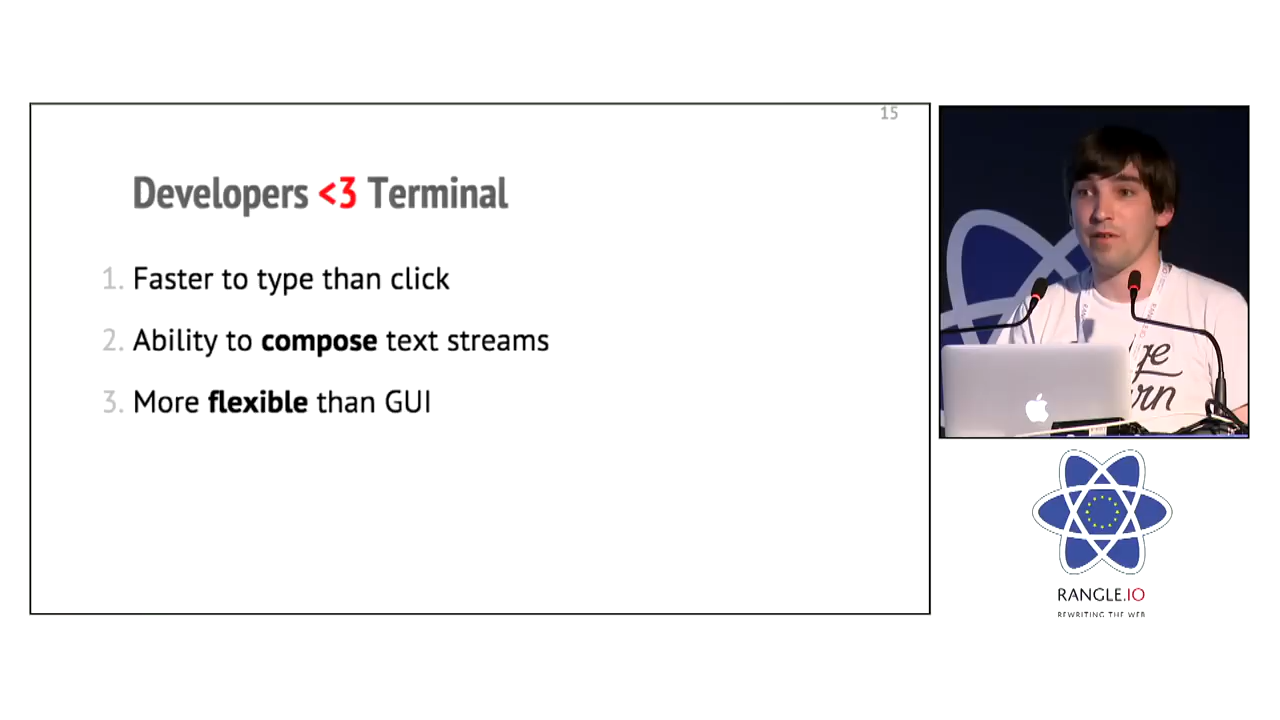 15
Developers <3 Terminal
1. Faster to type than click
2. Ability to compose text streams
3. More flexible than GUI
RANGLE.IO
REWRITING THE WEB